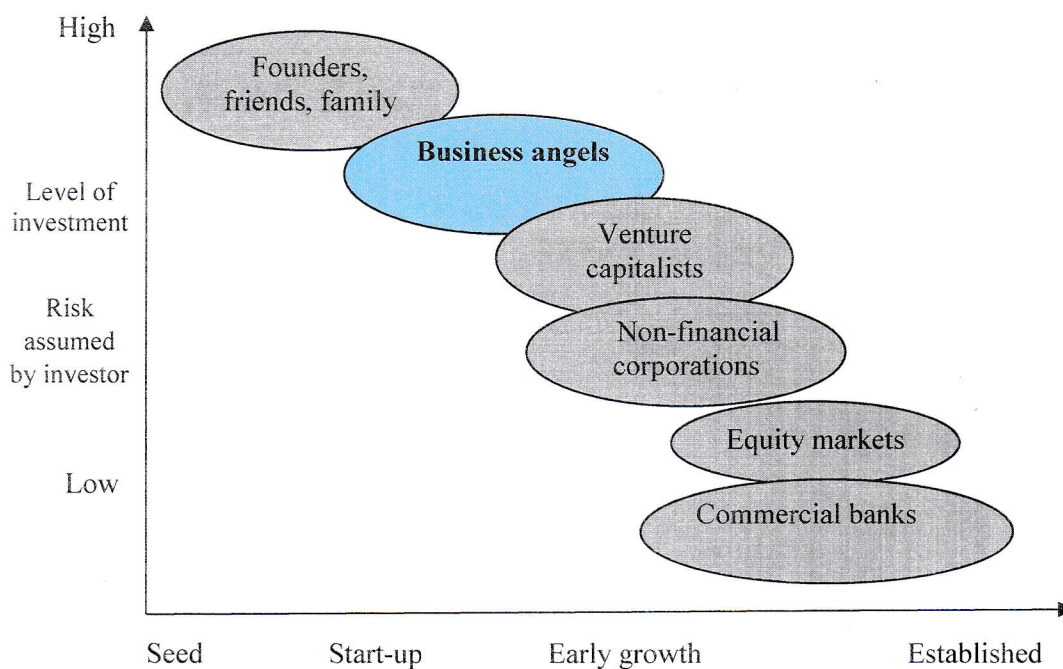 High
Founders,
friends, family
Business angels
Level of
investment
Venture
capitalists
Risk
assumed
by investor
Non-financial
corporations
Equity markets
Low
Commercial banks
Seed
Start-up
Early growth
Established